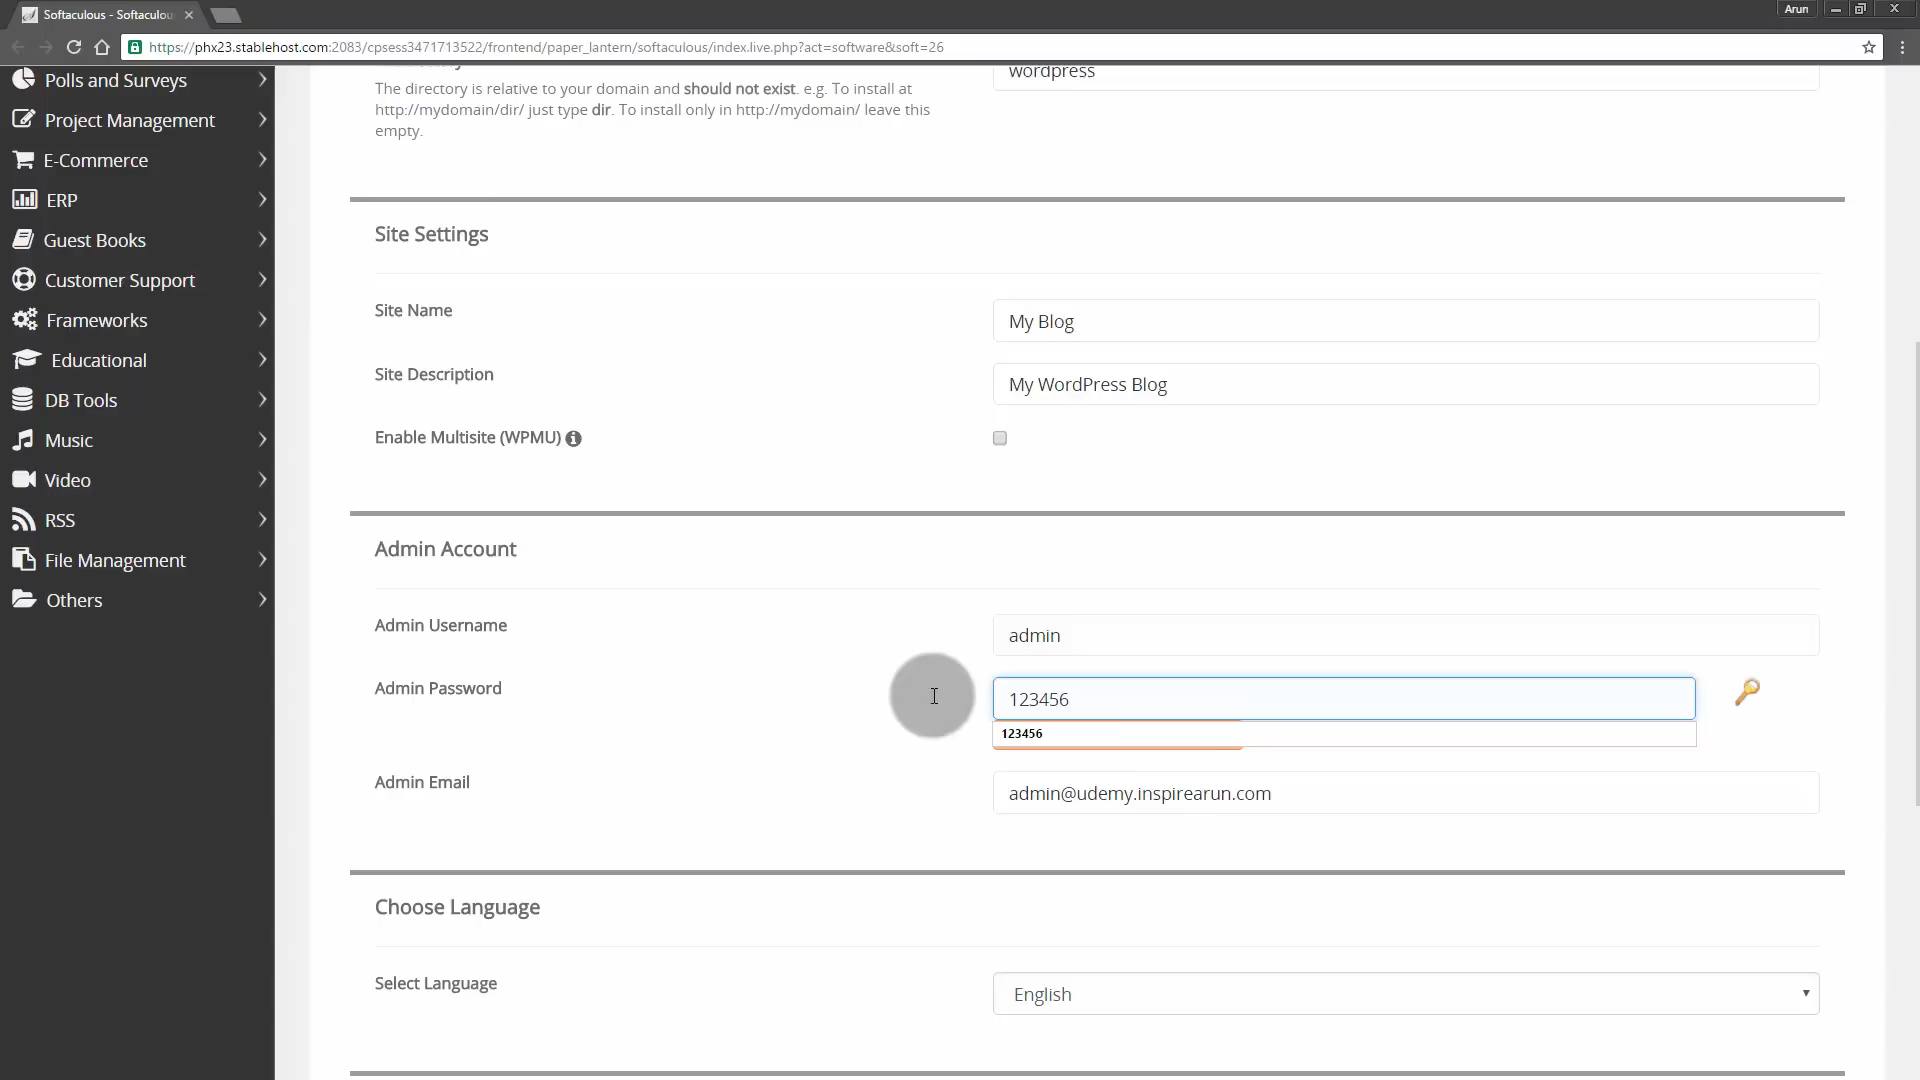 Softaculous - Softaculou
Arun
https://phx23.stablehost.com:2083/cpsess3471713522/frontend/paper_lantern/softaculous/index.live.php?act=software&soft=26
Polls and Surveys
Project Management
E-Commerce
ERP
Guest Books
Customer Support
Frameworks
Educational
DB Tools
Music
Video
RSS
File Management
Others
wordpress
The directory is relative to your domain and should not exist. e.g. To install at
http://mydomain/dir/ just type dir. To install only in http://mydomain/ leave this
empty.
Site Settings
Site Name
My Blog
Site Description
My WordPress Blog
Enable Multisite (WPMU)
Admin Account
Admin Username
admin
Admin Password
123456
123456
Admin Email
admin@udemy.inspirearun.com
Choose Language
Select Language
English